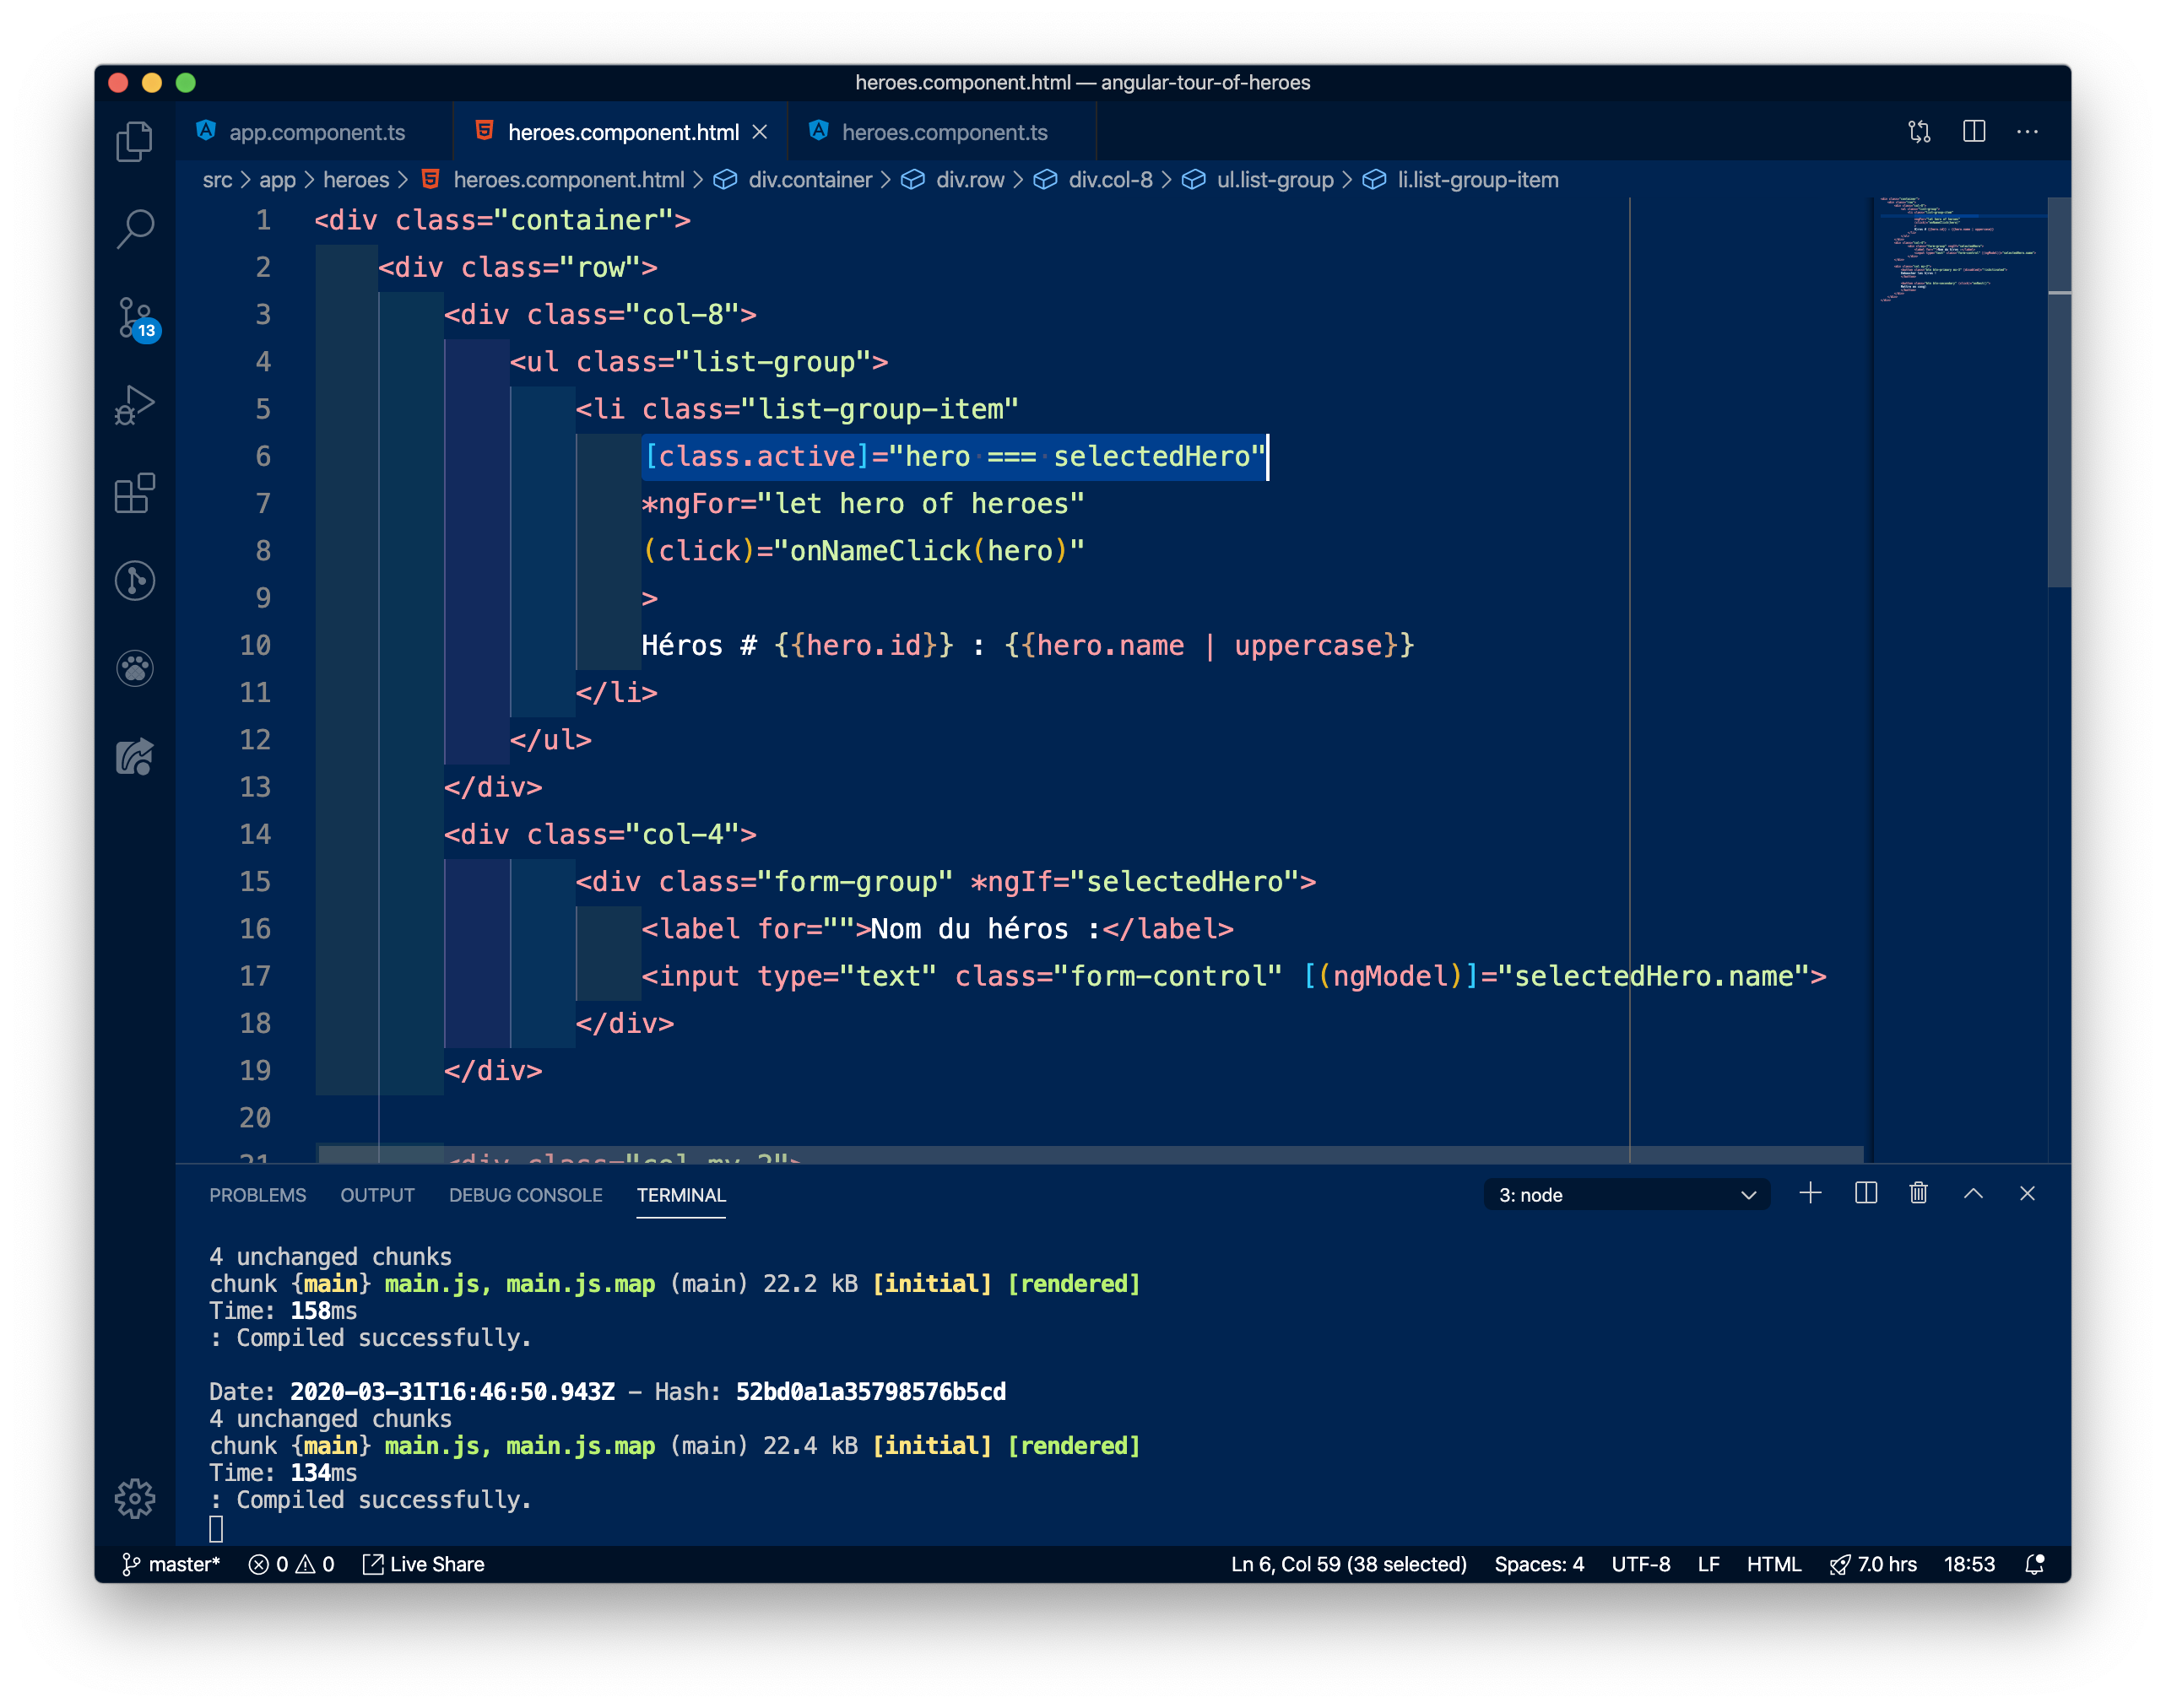 heroes.component.html — angular-tour-of-heroes
app.component.ts
heroes.component.html
heroes.component.ts
src > app > heroes > heroes.component.html > div.container > div.row > div.col-8 > ul.list-group > li.list-group-item
13
1 <div class="container">
2 <div class="row">
3 <div class="col-8">
4 <ul class="list-group">
5 <li class="list-group-item"
6 [class.active]="hero === selectedHero"
7 *ngFor="let hero of heroes"
8 (click)="onNameClick(hero)"
9 >
10 Héros # {{hero.id}} : {{hero.name | uppercase}}
11 </li>
12 </ul>
13 </div>
14 <div class="col-4">
15 <div class="form-group" *ngIf="selectedHero">
16 <label for="">Nom du héros :</label>
17 <input type="text" class="form-control" [(ngModel)]="selectedHero.name">
18 </div>
19 </div>
20
21 <div class="col my-2">
PROBLEMS OUTPUT DEBUG CONSOLE TERMINAL 3: node
4 unchanged chunks
chunk {main} main.js, main.js.map (main) 22.2 kB [initial] [rendered]
Time: 158ms
: Compiled successfully.
Date: 2020-03-31T16:46:50.943Z - Hash: 52bd0a1a35798576b5cd
4 unchanged chunks
chunk {main} main.js, main.js.map (main) 22.4 kB [initial] [rendered]
Time: 134ms
: Compiled successfully.
master* 0 0 Live Share Ln 6, Col 59 (38 selected) Spaces: 4 UTF-8 LF HTML 7.0 hrs 18:53